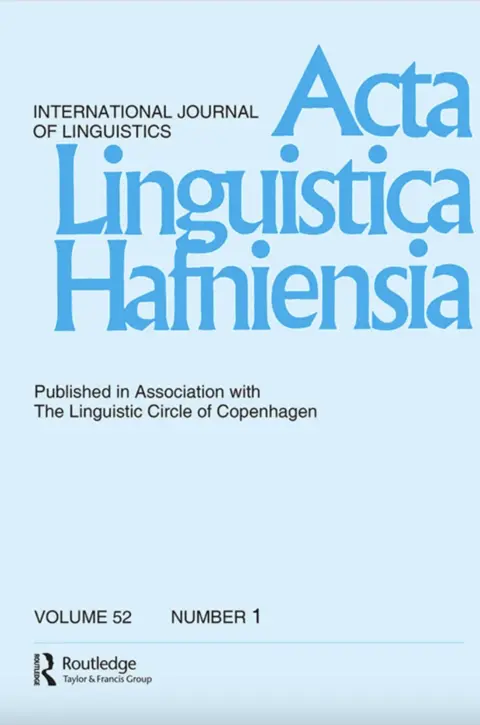 INTERNATIONAL JOURNAL
OF LINGUISTICS
Acta
Linguistica
Hafniensia
Published in Association with
The Linguistic Circle of Copenhagen
VOLUME 52 NUMBER 1
ROUTLEDGE
Routledge
Taylor & Francis Group